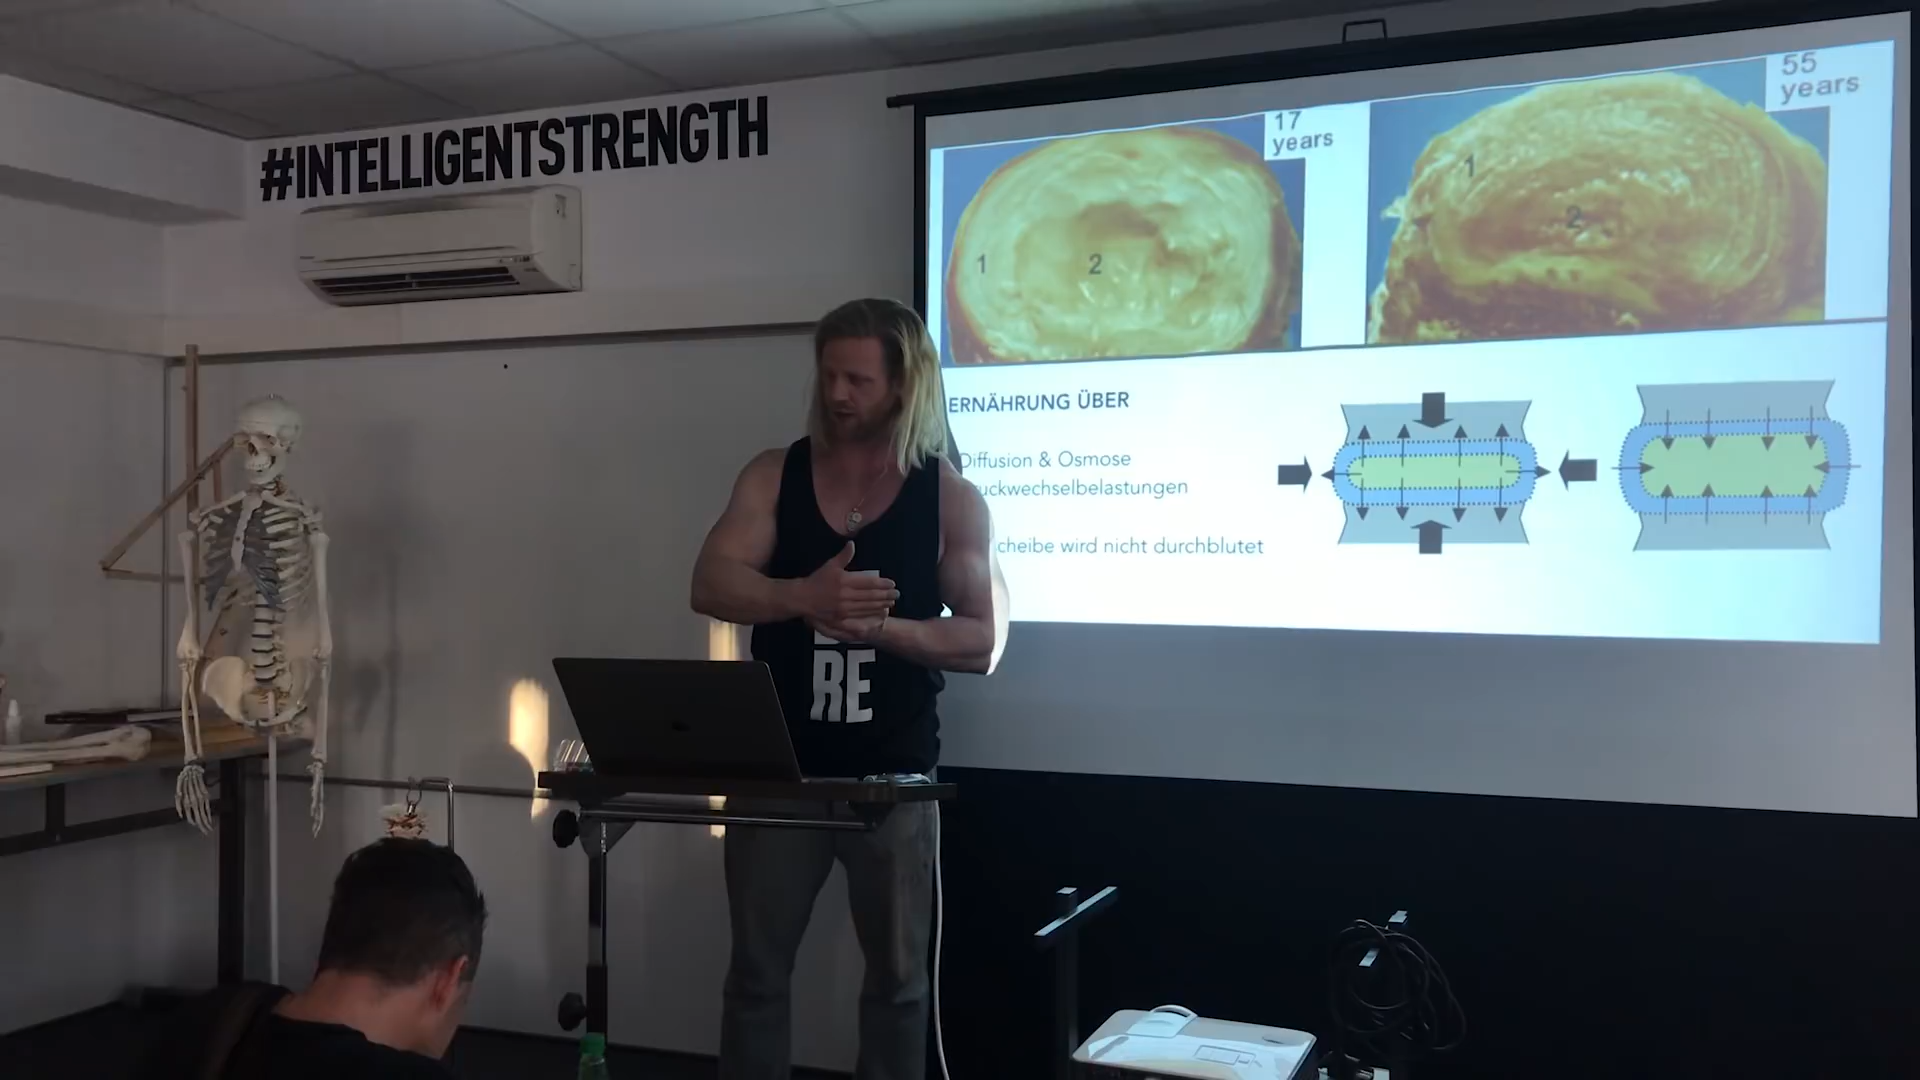 #INTELLIGENTSTRENGTH
17
years
55
years
1
2
1
2
ERNÄHRUNG ÜBER
Diffusion & Osmose
uckwechselbelastungen
cheibe wird nicht durchblutet
RE